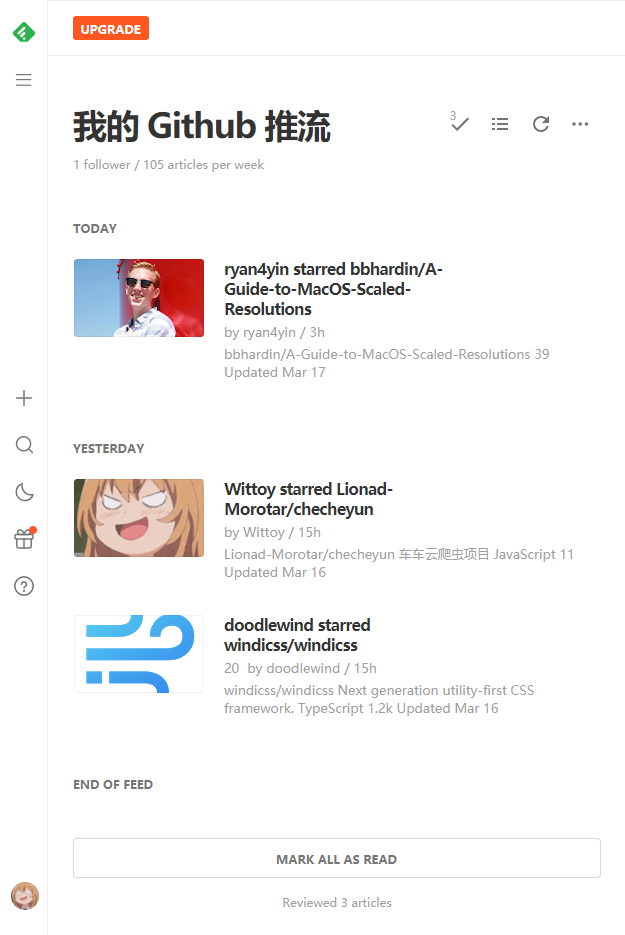 UPGRADE
我的 Github 推流
3
1 follower / 105 articles per week
TODAY
ryan4yin starred bbhardin/A-
Guide-to-MacOS-Scaled-
Resolutions
by ryan4yin / 3h
bbhardin/A-Guide-to-MacOS-Scaled-Resolutions 39
Updated Mar 17
YESTERDAY
Wittoy starred Lionad-
Morotar/checheyun
by Wittoy / 15h
Lionad-Morotar/checheyun 车车云爬虫项目 JavaScript 11
Updated Mar 16
doodlewind starred
windicss/windicss
20 by doodlewind / 15h
windicss/windicss Next generation utility-first CSS
framework. TypeScript 1.2k Updated Mar 16
END OF FEED
MARK ALL AS READ
Reviewed 3 articles